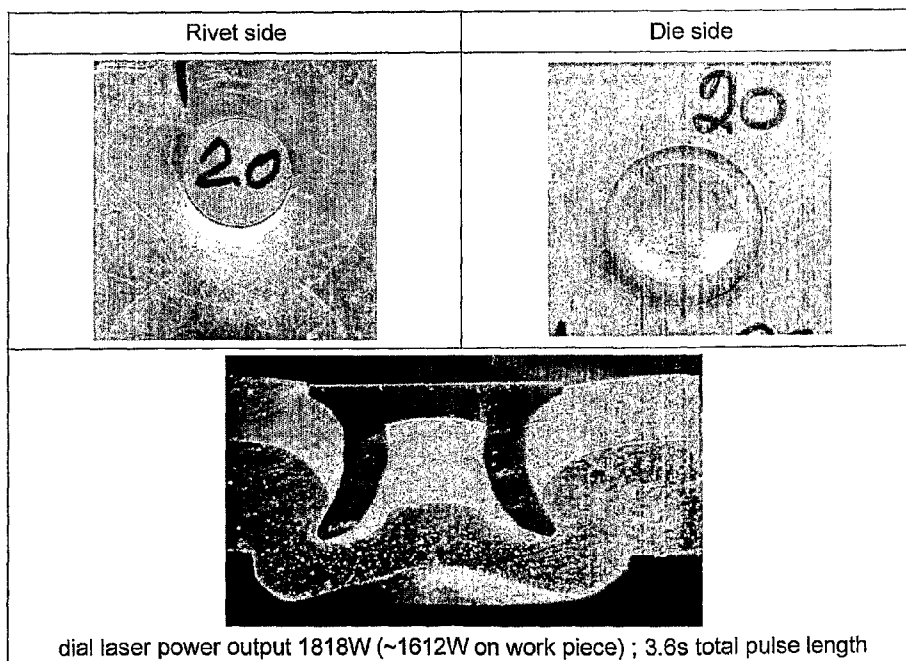 Rivet side
Die side
20
20
dial laser power output 1818W (~1612W on work piece) ; 3.6s total pulse length